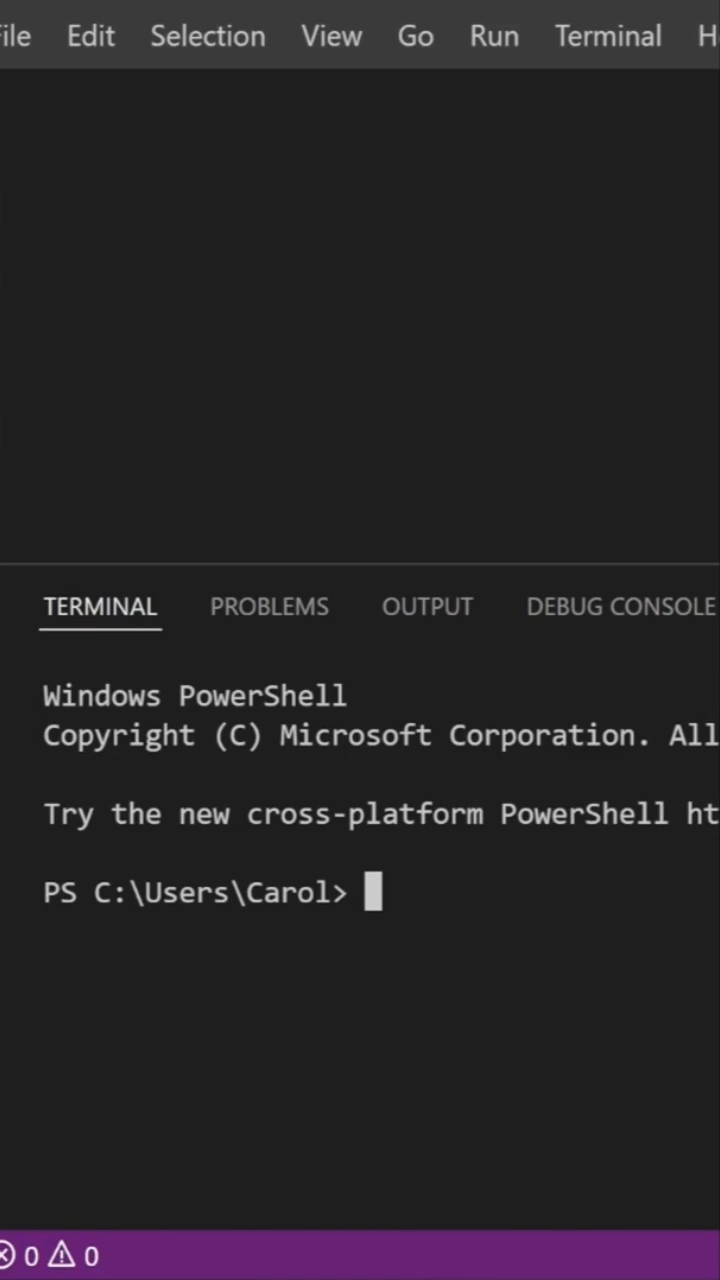 File Edit Selection View Go Run Terminal
TERMINAL PROBLEMS OUTPUT DEBUG CONSOLE
Windows PowerShell
Copyright (C) Microsoft Corporation. All
Try the new cross-platform PowerShell ht
PS C:\Users\Carol>
0 0